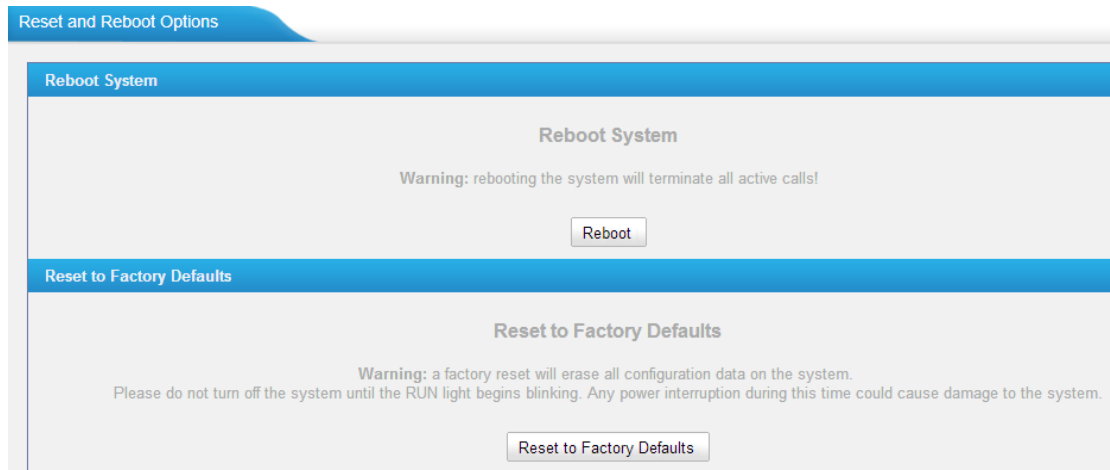 Reset and Reboot Options
Reboot System
Reboot System
Warning: rebooting the system will terminate all active calls!
Reboot
Reset to Factory Defaults
Reset to Factory Defaults
Warning: a factory reset will erase all configuration data on the system.
Please do not turn off the system until the RUN light begins blinking. Any power interruption during this time could cause damage to the system.
Reset to Factory Defaults